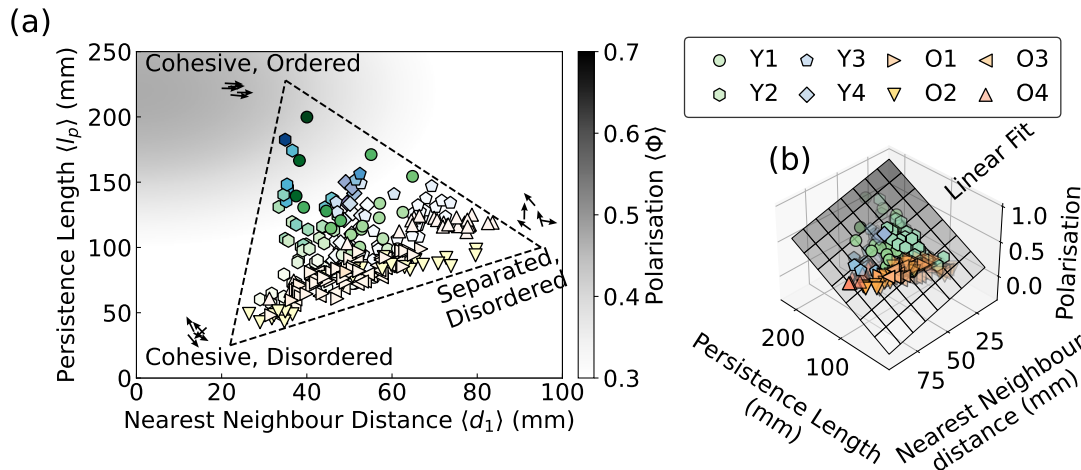 (a)
250
200
150
100
50
0
Persistence Length ⟨lₚ⟩ (mm)
Cohesive, Ordered
Cohesive, Disordered
Separated,
Disordered
0 20 40 60 80 100
Nearest Neighbour Distance ⟨d₁⟩ (mm)
0.7
0.6
0.5
0.4
0.3
Polarisation ⟨Φ⟩
Y1 Y3 O1 O3
Y2 Y4 O2 O4
(b)
Linear Fit
1.0
0.5
0.0
Polarisation
200
100
Persistence Length
(mm)
25
50
75
Nearest Neighbour
distance (mm)